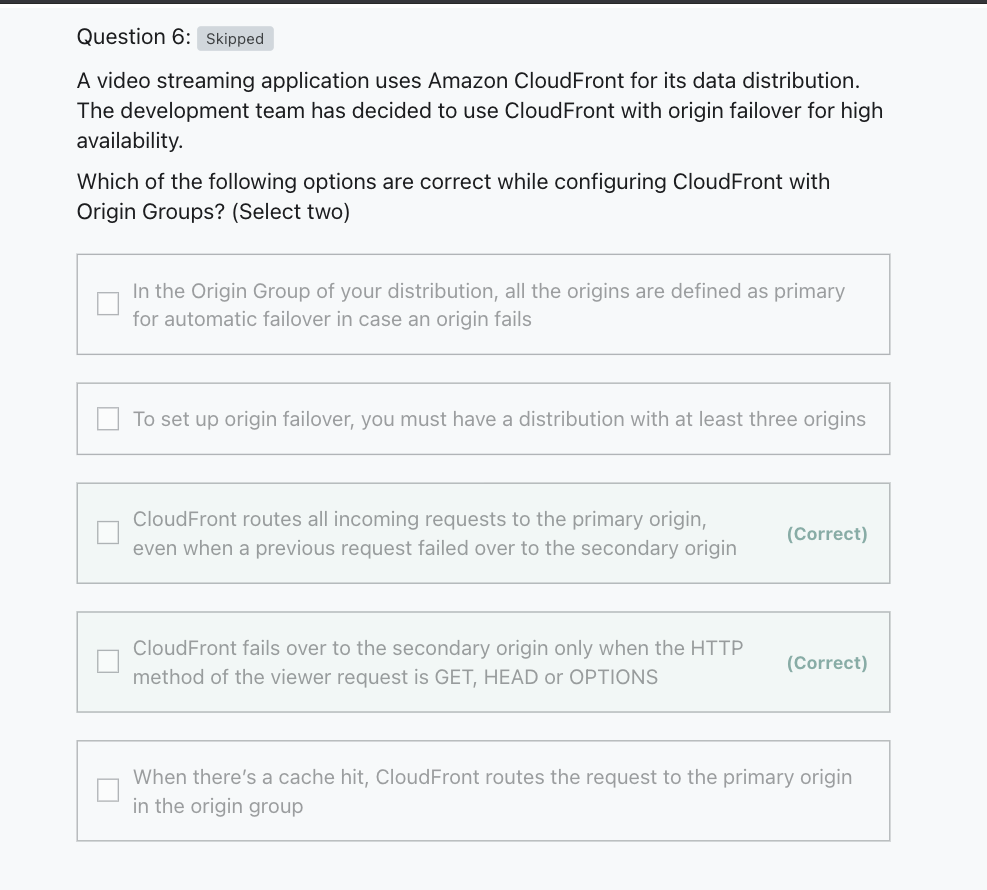 Question 6: Skipped
A video streaming application uses Amazon CloudFront for its data distribution.
The development team has decided to use CloudFront with origin failover for high
availability.
Which of the following options are correct while configuring CloudFront with
Origin Groups? (Select two)
In the Origin Group of your distribution, all the origins are defined as primary
for automatic failover in case an origin fails
To set up origin failover, you must have a distribution with at least three origins
CloudFront routes all incoming requests to the primary origin,
even when a previous request failed over to the secondary origin
(Correct)
CloudFront fails over to the secondary origin only when the HTTP
method of the viewer request is GET, HEAD or OPTIONS
(Correct)
When there’s a cache hit, CloudFront routes the request to the primary origin
in the origin group